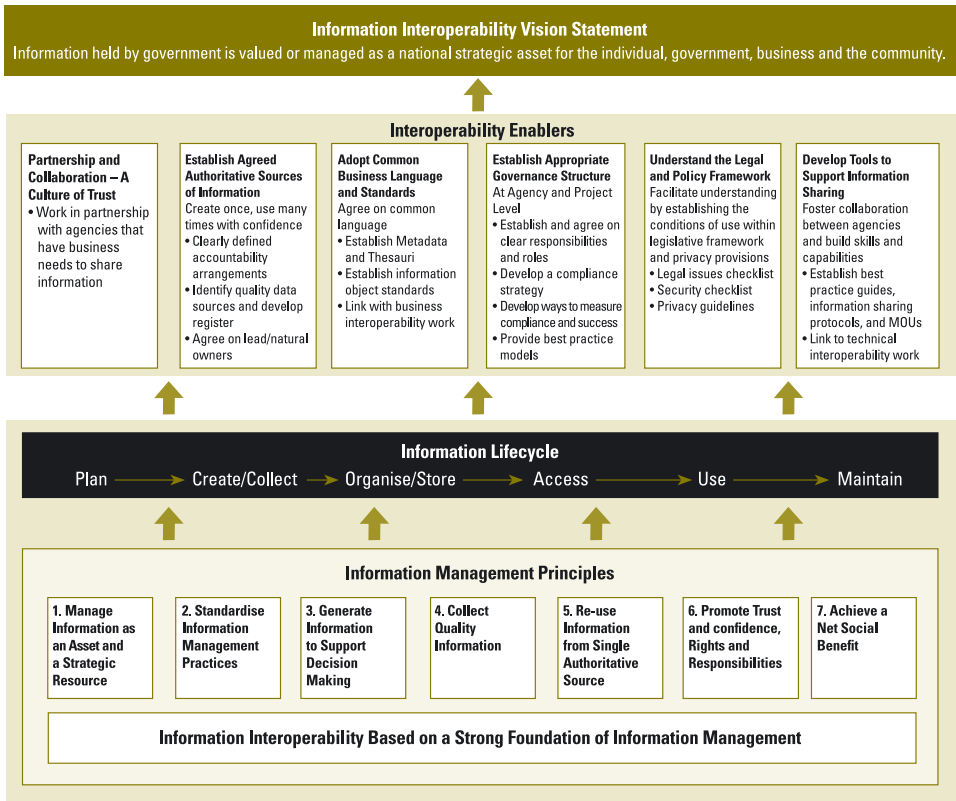 Information Interoperability Vision Statement
Information held by government is valued or managed as a national strategic asset for the individual, government, business and the community.
Interoperability Enablers
Partnership and
Collaboration – A
Culture of Trust
• Work in partnership
with agencies that
have business
needs to share
information
Establish Agreed
Authoritative Sources
of Information
Create once, use many
times with confidence
• Clearly defined
accountability
arrangements
• Identify quality data
sources and develop
register
• Agree on lead/natural
owners
Adopt Common
Business Language
and Standards
Agree on common
language
• Establish Metadata
and Thesauri
• Establish information
object standards
• Link with business
interoperability work
Establish Appropriate
Governance Structure
At Agency and Project
Level
• Establish and agree on
clear responsibilities
and roles
• Develop a compliance
strategy
• Develop ways to measure
compliance and success
• Provide best practice
models
Understand the Legal
and Policy Framework
Facilitate understanding
by establishing the
conditions of use within
legislative framework
and privacy provisions
• Legal issues checklist
• Security checklist
• Privacy guidelines
Develop Tools to
Support Information
Sharing
Foster collaboration
between agencies
and build skills and
capabilities
• Establish best
practice guides,
information sharing
protocols, and MOUs
• Link to technical
interoperability work
Information Lifecycle
Plan Create/Collect Organise/Store Access Use Maintain
Information Management Principles
1. Manage
Information as
an Asset and
a Strategic
Resource
2. Standardise
Information
Management
Practices
3. Generate
Information
to Support
Decision
Making
4. Collect
Quality
Information
5. Re-use
Information
from Single
Authoritative
Source
6. Promote Trust
and confidence,
Rights and
Responsibilities
7. Achieve a
Net Social
Benefit
Information Interoperability Based on a Strong Foundation of Information Management